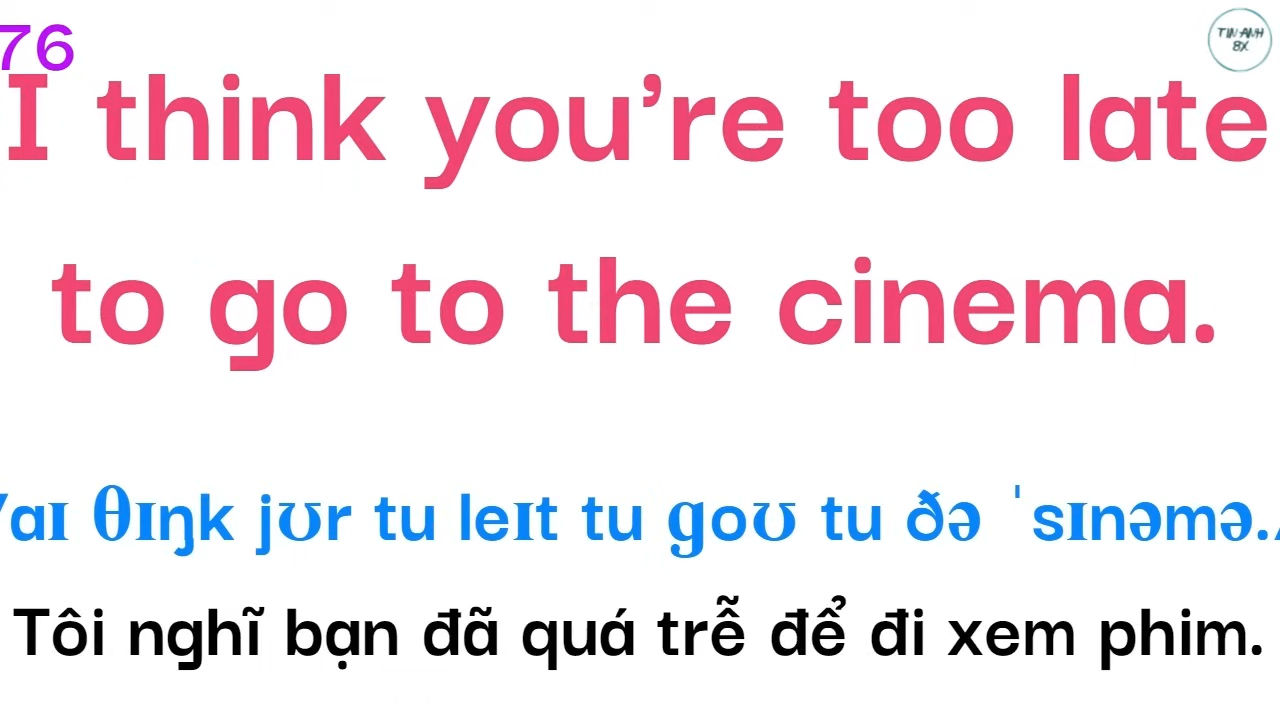 76
TIN ANH
8X
I think you’re too late
to go to the cinema.
/aɪ θɪŋk jʊr tu leɪt tu ɡoʊ tu ðə ˈsɪnəmə./
Tôi nghĩ bạn đã quá trễ để đi xem phim.